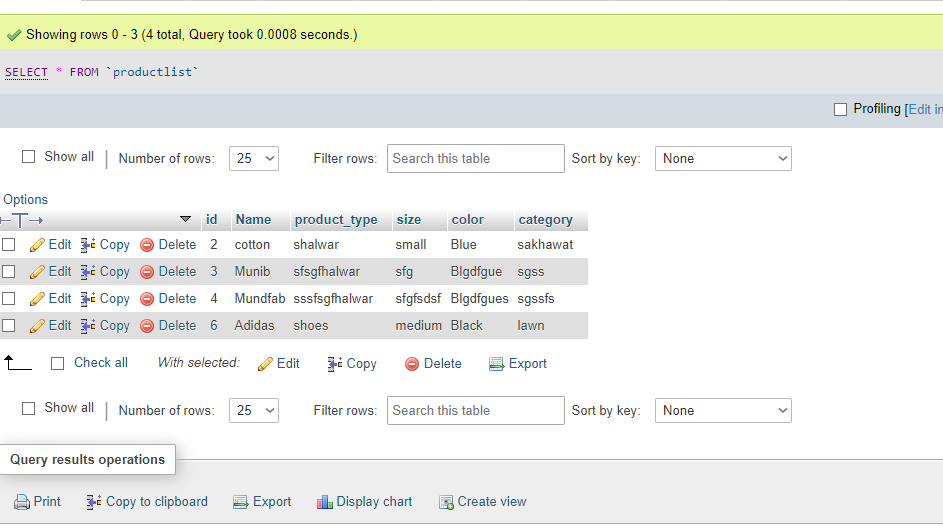 Showing rows 0 - 3 (4 total, Query took 0.0008 seconds.)
SELECT * FROM `productlist`
Profiling [Edit in
Show all Number of rows: 25 Filter rows: Search this table Sort by key: None
Options
id Name product_type size color category
Edit Copy Delete 2 cotton shalwar small Blue sakhawat
Edit Copy Delete 3 Munib sfsgfhalwar sfg Blgdfgue sgss
Edit Copy Delete 4 Mundfab sssfsgfhalwar sfgfsdsf Blgdfgues sgssfs
Edit Copy Delete 6 Adidas shoes medium Black lawn
Check all With selected: Edit Copy Delete Export
Show all Number of rows: 25 Filter rows: Search this table Sort by key: None
Query results operations
Print Copy to clipboard Export Display chart Create view